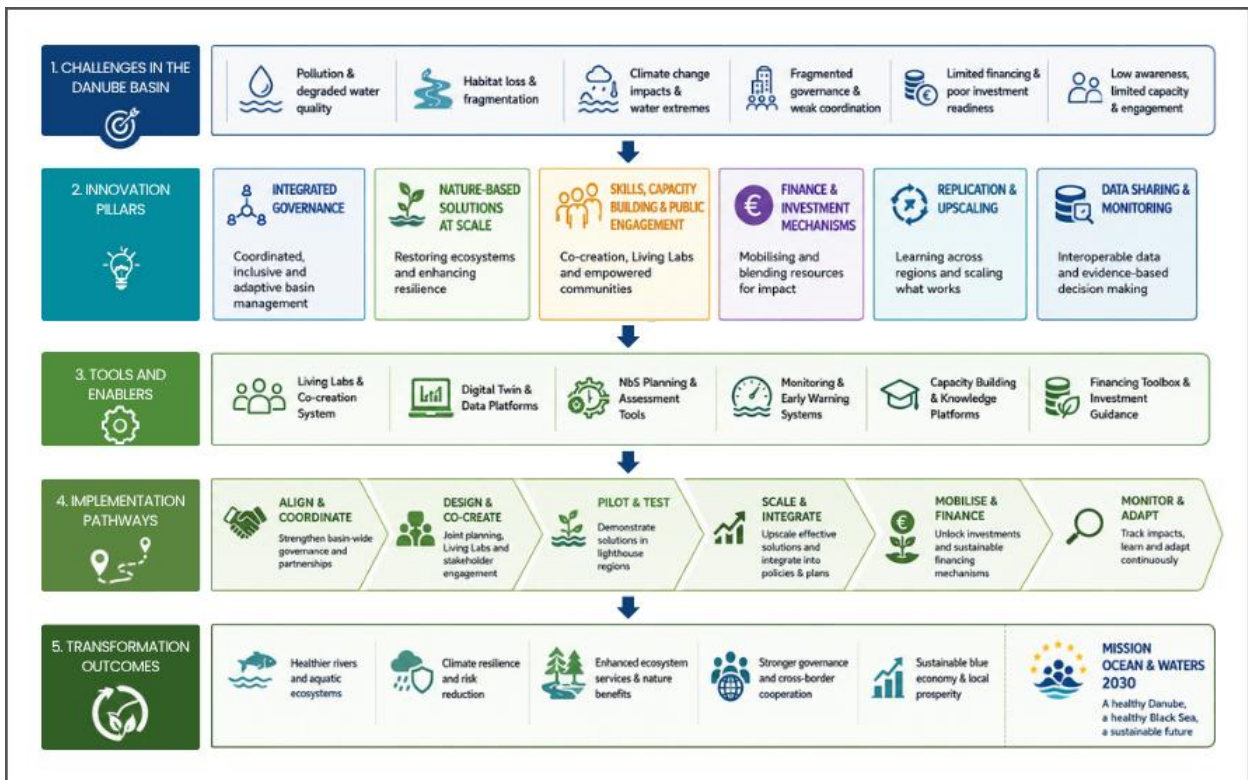 1. CHALLENGES IN THE
DANUBE BASIN
Pollution &
degraded water
quality
Habitat loss &
fragmentation
Climate change
impacts &
water extremes
Fragmented
governance &
weak coordination
Limited financing &
poor investment
readiness
Low awareness,
limited capacity
& engagement
2. INNOVATION
PILLARS
INTEGRATED
GOVERNANCE
Coordinated,
inclusive and
adaptive basin
management
NATURE-BASED
SOLUTIONS
AT SCALE
Restoring ecosystems
and enhancing
resilience
SKILLS, CAPACITY
BUILDING & PUBLIC
ENGAGEMENT
Co-creation, Living Labs
and empowered
communities
€
FINANCE &
INVESTMENT
MECHANISMS
Mobilising and
blending resources
for impact
REPLICATION &
UPSCALING
Learning across
regions and scaling
what works
DATA SHARING &
MONITORING
Interoperable data
and evidence-based
decision making
3. TOOLS AND
ENABLERS
Living Labs &
Co-creation
System
Digital Twin &
Data Platforms
NbS Planning &
Assessment
Tools
Monitoring &
Early Warning
Systems
Capacity Building
& Knowledge
Platforms
Financing Toolbox &
Investment
Guidance
4. IMPLEMENTATION
PATHWAYS
ALIGN &
COORDINATE
Strengthen basin-wide
governance and
partnerships
DESIGN &
CO-CREATE
Joint planning,
Living Labs and
stakeholder
engagement
PILOT & TEST
Demonstrate
solutions in
lighthouse
regions
SCALE &
INTEGRATE
Upscale effective
solutions and
integrate into
policies & plans
MOBILISE &
FINANCE
Unlock investments
and sustainable
financing
mechanisms
MONITOR &
ADAPT
Track impacts,
learn and adapt
continuously
5. TRANSFORMATION
OUTCOMES
Healthier rivers
and aquatic
ecosystems
Climate resilience
and risk
reduction
Enhanced ecosystem
services & nature
benefits
Stronger governance
and cross-border
cooperation
Sustainable blue
economy & local
prosperity
MISSION
OCEAN & WATERS
2030
A healthy Danube,
a healthy Black Sea,
a sustainable future